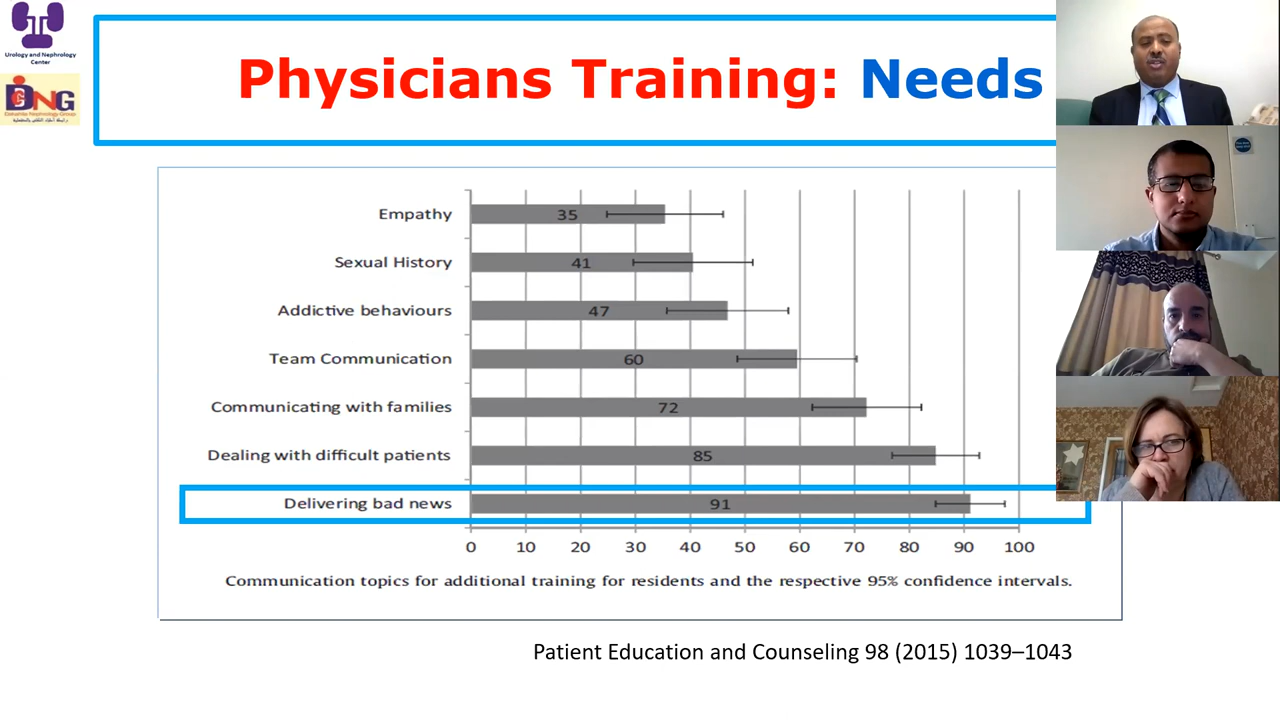 Urology and Nephrology
Center
DNG
Dakahlia Nephrology Group
Physicians Training: Needs
Empathy 35
Sexual History 41
Addictive behaviours 47
Team Communication 60
Communicating with families 72
Dealing with difficult patients 85
Delivering bad news 91
0 10 20 30 40 50 60 70 80 90 100
Communication topics for additional training for residents and the respective 95% confidence intervals.
Patient Education and Counseling 98 (2015) 1039–1043